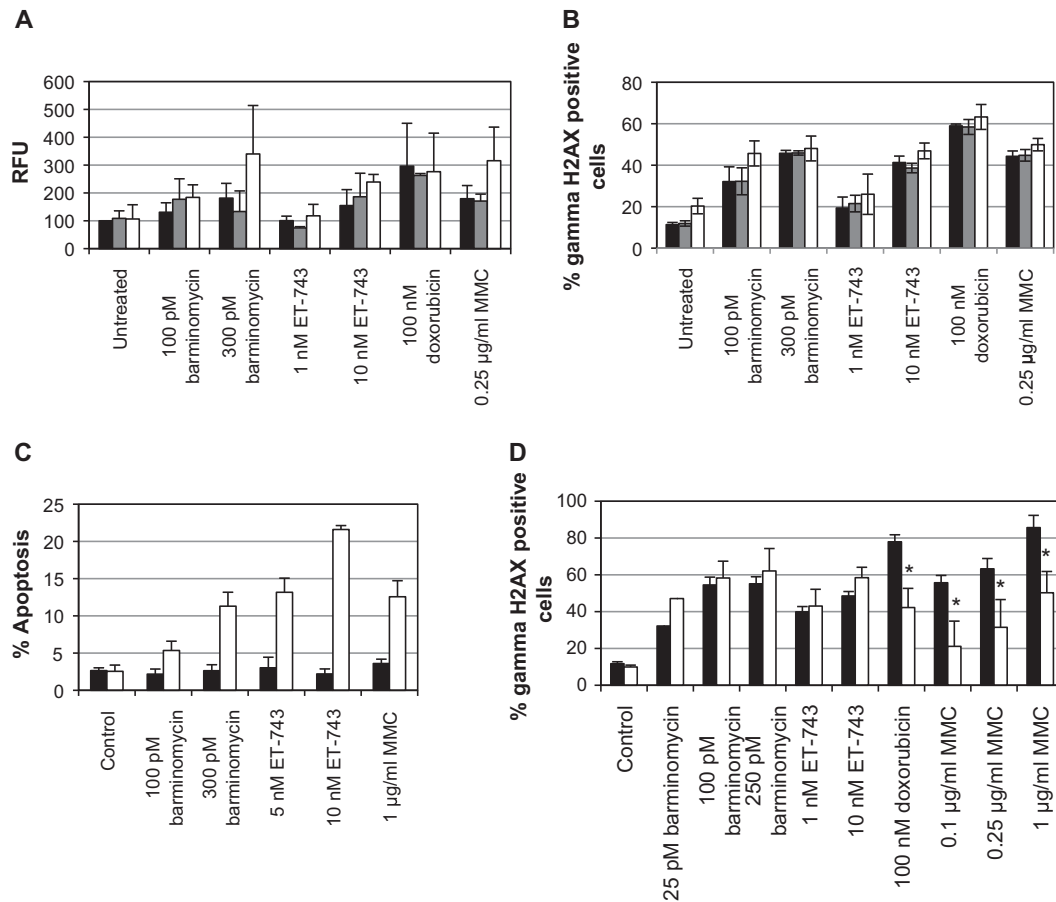 A
RFU
600
500
400
300
200
100
0
Untreated
100 pM
barminomycin
300 pM
barminomycin
1 nM ET-743
10 nM ET-743
100 nM
doxorubicin
0.25 µg/ml MMC
B
% gamma H2AX positive
cells
80
60
40
20
0
Untreated
100 pM
barminomycin
300 pM
barminomycin
1 nM ET-743
10 nM ET-743
100 nM
doxorubicin
0.25 µg/ml MMC
C
% Apoptosis
25
20
15
10
5
0
Control
100 pM
barminomycin
300 pM
barminomycin
5 nM ET-743
10 nM ET-743
1 µg/ml MMC
D
% gamma H2AX positive
cells
100
80
60
40
20
0
*
*
*
*
Control
25 pM barminomycin
100 pM
barminomycin
250 pM
barminomycin
1 nM ET-743
10 nM ET-743
100 nM doxorubicin
0.1 µg/ml MMC
0.25 µg/ml MMC
1 µg/ml MMC